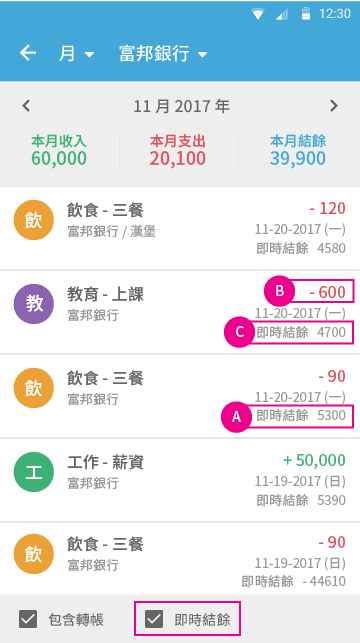 12:30
月 富邦銀行
11 月 2017 年
本月收入 本月支出 本月結餘
60,000 20,100 39,900
飲 飲食 - 三餐 - 120
富邦銀行 / 漢堡 11-20-2017 (一)
即時結餘 4580
教 教育 - 上課 B - 600
富邦銀行 11-20-2017 (一)
C 即時結餘 4700
飲 飲食 - 三餐 - 90
富邦銀行 11-20-2017 (一)
A 即時結餘 5300
工 工作 - 薪資 + 50,000
富邦銀行 11-19-2017 (日)
即時結餘 5390
飲 飲食 - 三餐 - 90
富邦銀行 11-19-2017 (日)
即時結餘 - 44610
包含轉帳 即時結餘